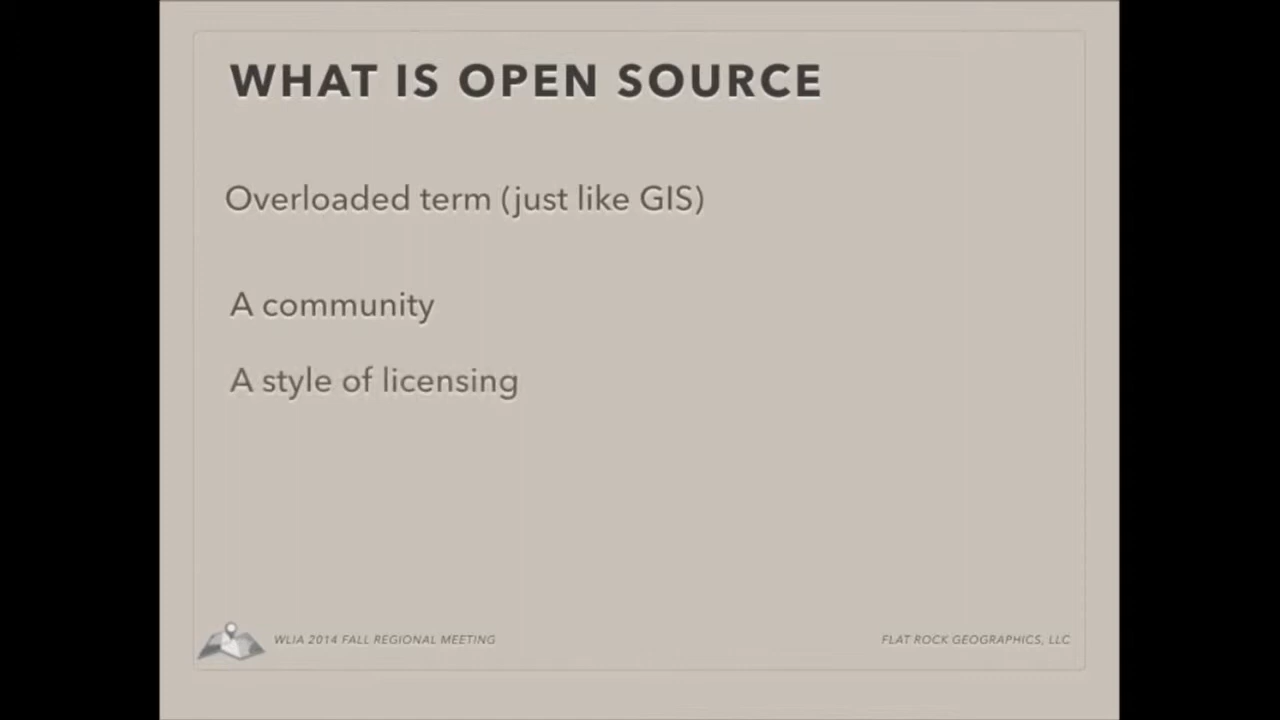 WHAT IS OPEN SOURCE
Overloaded term (just like GIS)
A community
A style of licensing
WLIA 2014 FALL REGIONAL MEETING
FLAT ROCK GEOGRAPHICS, LLC